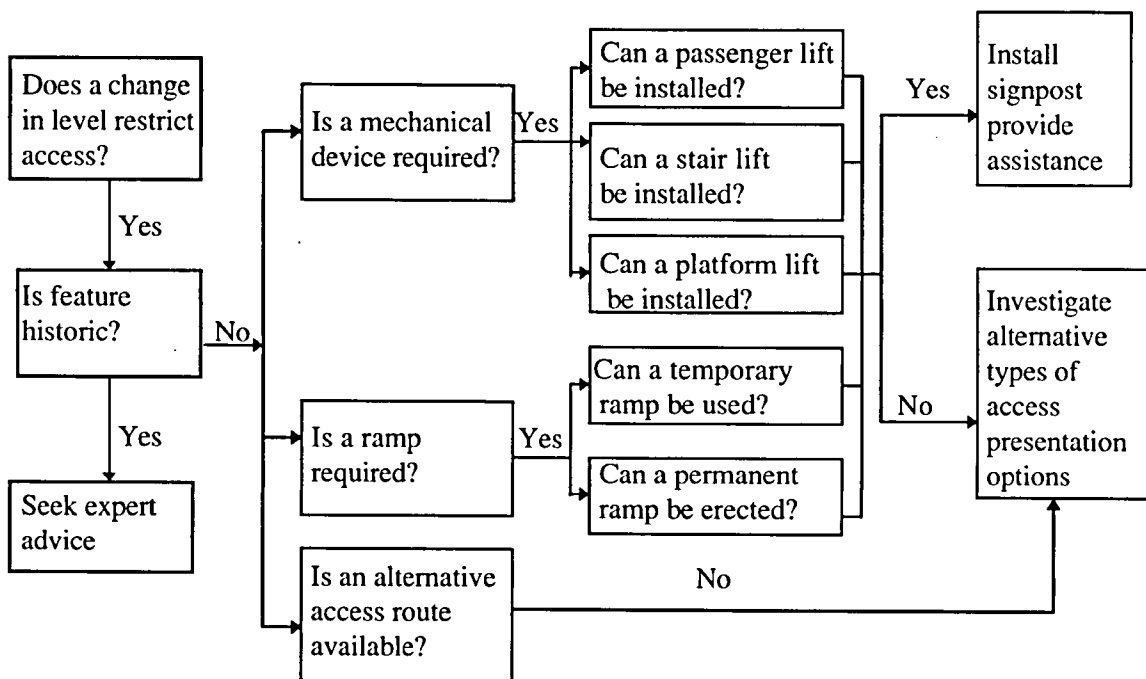 Does a change
in level restrict
access?
Yes
Is feature
historic?
Yes
Seek expert
advice
No
Is a mechanical
device required?
Yes
Can a passenger lift
be installed?
Can a stair lift
be installed?
Can a platform lift
be installed?
Is a ramp
required?
Yes
Can a temporary
ramp be used?
Can a permanent
ramp be erected?
Is an alternative
access route
available?
No
Yes
Install
signpost
provide
assistance
No
Investigate
alternative
types of
access
presentation
options